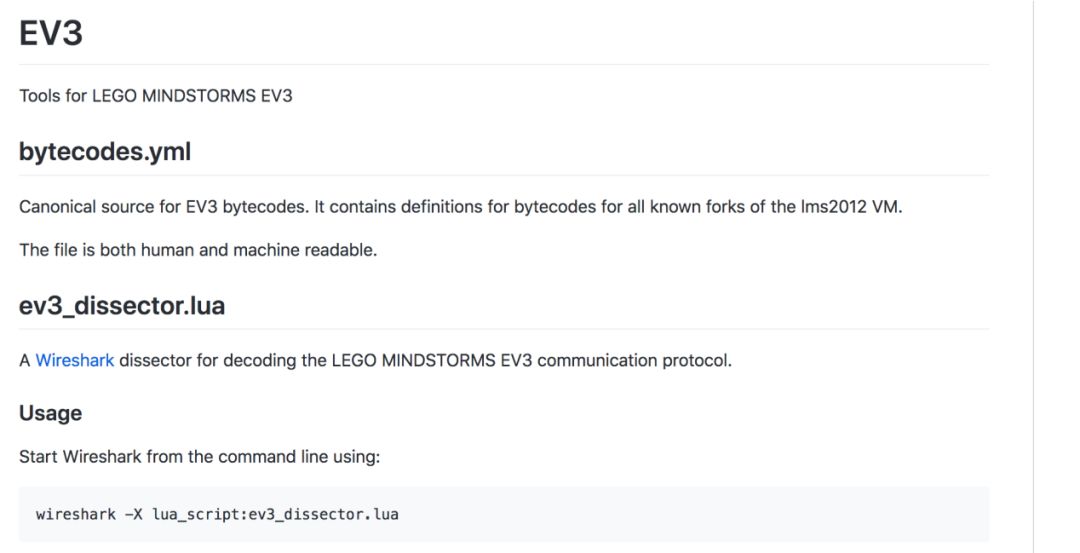 EV3
Tools for LEGO MINDSTORMS EV3
bytecodes.yml
Canonical source for EV3 bytecodes. It contains definitions for bytecodes for all known forks of the lms2012 VM.
The file is both human and machine readable.
ev3_dissector.lua
A Wireshark dissector for decoding the LEGO MINDSTORMS EV3 communication protocol.
Usage
Start Wireshark from the command line using:
wireshark -X lua_script:ev3_dissector.lua